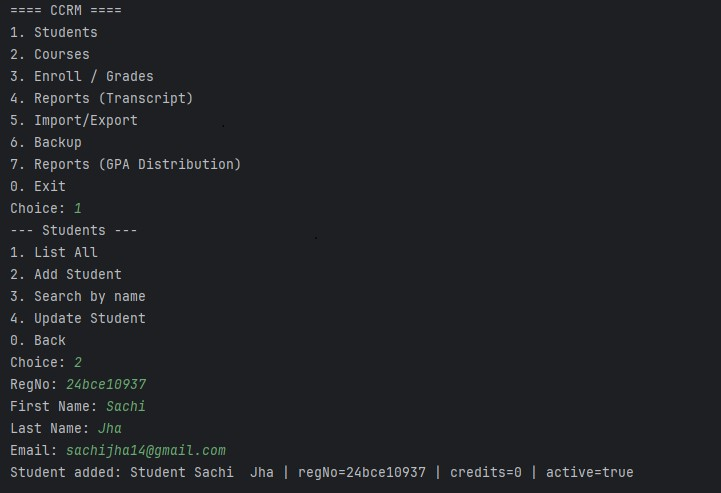 ==== CCRM ====
1. Students
2. Courses
3. Enroll / Grades
4. Reports (Transcript)
5. Import/Export
6. Backup
7. Reports (GPA Distribution)
0. Exit
Choice: 1
--- Students ---
1. List All
2. Add Student
3. Search by name
4. Update Student
0. Back
Choice: 2
RegNo: 24bce10937
First Name: Sachi
Last Name: Jha
Email: sachijha14@gmail.com
Student added: Student Sachi  Jha | regNo=24bce10937 | credits=0 | active=true